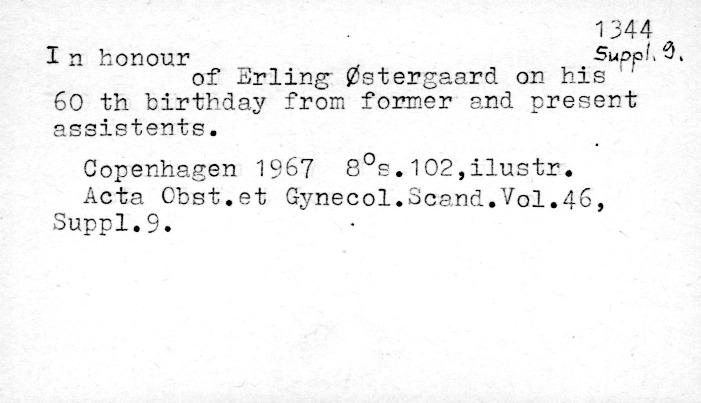 1344
Suppl. 9.
In honour
of Erling Østergaard on his
60 th birthday from former and present
assistents.
Copenhagen 1967 8°s.102,ilustr.
Acta Obst.et Gynecol.Scand.Vol.46,
Suppl.9.